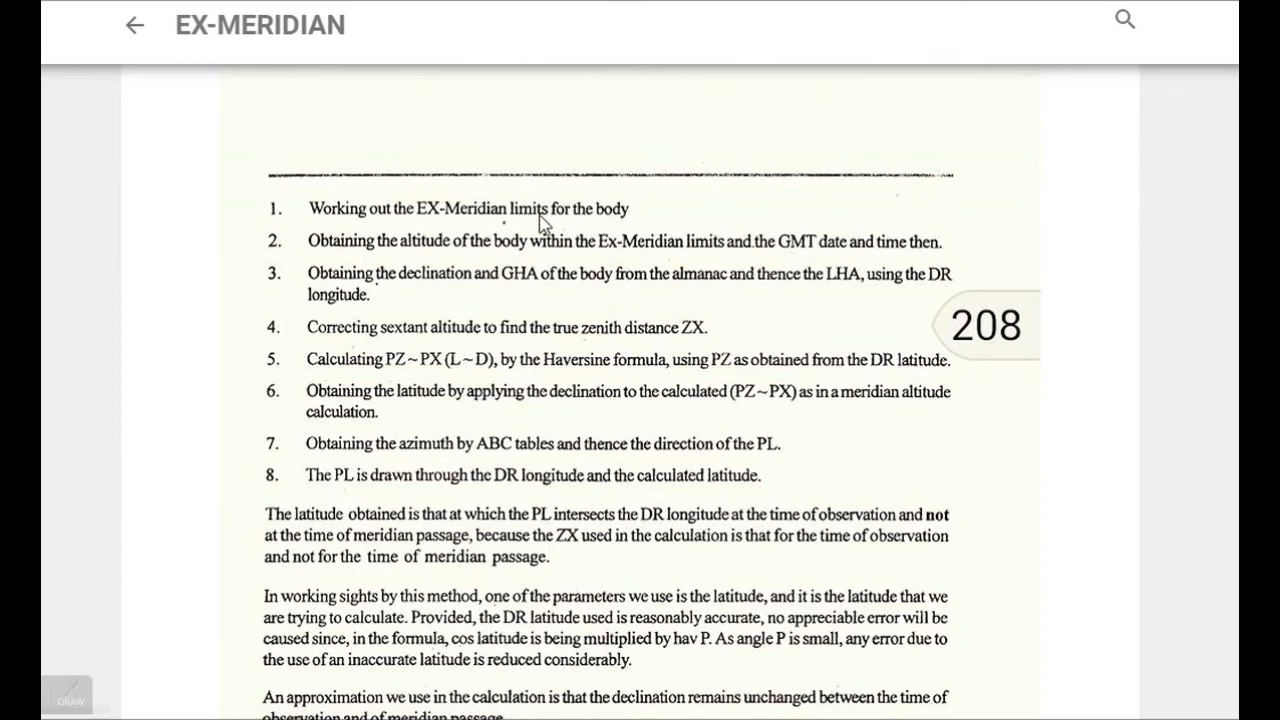 EX-MERIDIAN
1. Working out the EX-Meridian limits for the body
2. Obtaining the altitude of the body within the Ex-Meridian limits and the GMT date and time then.
3. Obtaining the declination and GHA of the body from the almanac and thence the LHA, using the DR
longitude.
208
4. Correcting sextant altitude to find the true zenith distance ZX.
5. Calculating PZ~PX (L~D), by the Haversine formula, using PZ as obtained from the DR latitude.
6. Obtaining the latitude by applying the declination to the calculated (PZ~PX) as in a meridian altitude
calculation.
7. Obtaining the azimuth by ABC tables and thence the direction of the PL.
8. The PL is drawn through the DR longitude and the calculated latitude.
The latitude obtained is that at which the PL intersects the DR longitude at the time of observation and not
at the time of meridian passage, because the ZX used in the calculation is that for the time of observation
and not for the time of meridian passage.
In working sights by this method, one of the parameters we use is the latitude, and it is the latitude that we
are trying to calculate. Provided, the DR latitude used is reasonably accurate, no appreciable error will be
caused since, in the formula, cos latitude is being multiplied by hav P. As angle P is small, any error due to
the use of an inaccurate latitude is reduced considerably.
An approximation we use in the calculation is that the declination remains unchanged between the time of
observation and of meridian passage.
DRAW